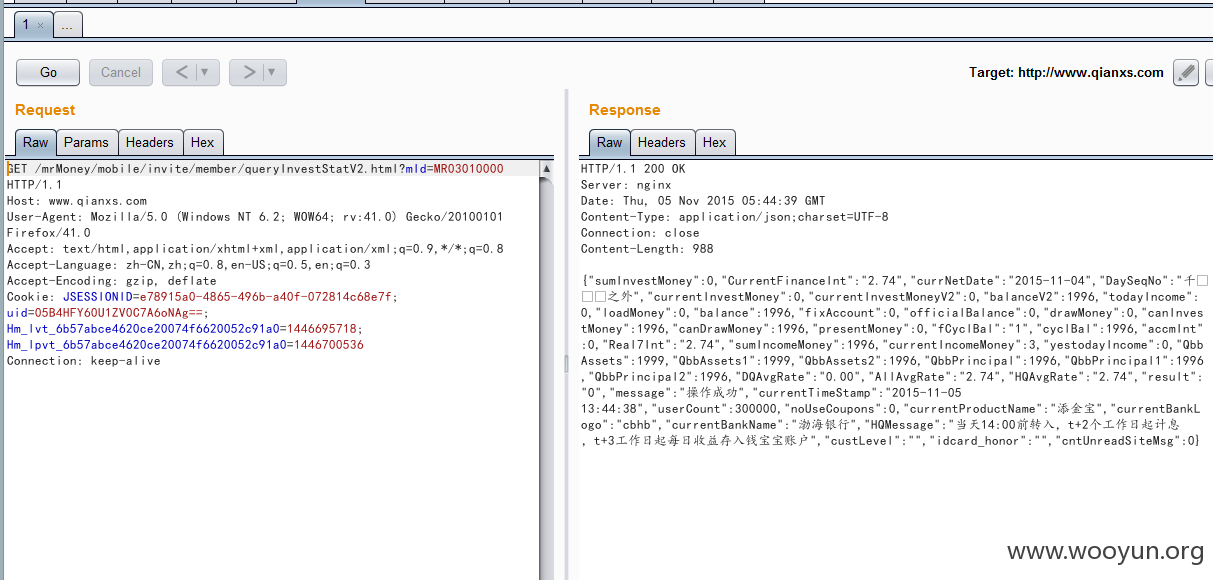 1 × ...
Go Cancel < ▼ > ▼ Target: http://www.qianxs.com
Request
Raw Params Headers Hex
GET /mrMoney/mobile/invite/member/queryInvestStatV2.html?mId=MR03010000
HTTP/1.1
Host: www.qianxs.com
User-Agent: Mozilla/5.0 (Windows NT 6.2; WOW64; rv:41.0) Gecko/20100101
Firefox/41.0
Accept: text/html,application/xhtml+xml,application/xml;q=0.9,*/*;q=0.8
Accept-Language: zh-CN,zh;q=0.8,en-US;q=0.5,en;q=0.3
Accept-Encoding: gzip, deflate
Cookie: JSESSIONID=e78915a0-4865-496b-a40f-072814c68e7f;
uid=05B4HFY60U1ZV0C7A6oNAg==;
Hm_lvt_6b57abce4620ce20074f6620052c91a0=1446695718;
Hm_lpvt_6b57abce4620ce20074f6620052c91a0=1446700536
Connection: keep-alive
Response
Raw Headers Hex
HTTP/1.1 200 OK
Server: nginx
Date: Thu, 05 Nov 2015 05:44:39 GMT
Content-Type: application/json;charset=UTF-8
Connection: close
Content-Length: 988
{"sumInvestMoney":0,"CurrentFinanceInt":"2.74","currNetDate":"2015-11-04","DaySeqNo":"千□
□□之外","currentInvestMoney":0,"currentInvestMoneyV2":0,"balanceV2":1996,"todayIncome":
0,"loadMoney":0,"balance":1996,"fixAccount":0,"officialBalance":0,"drawMoney":0,"canInve
stMoney":1996,"canDrawMoney":1996,"presentMoney":0,"fCyclBal":"1","cyclBal":1996,"accmInt"
:0,"Real7Int":"2.74","sumIncomeMoney":1996,"currentIncomeMoney":3,"yestodayIncome":0,"Qbb
Assets":1999,"QbbAssets1":1999,"QbbAssets2":1996,"QbbPrincipal":1996,"QbbPrincipal1":1996
,"QbbPrincipal2":1996,"DQAvgRate":"0.00","AllAvgRate":"2.74","HQAvgRate":"2.74","result":
"0","message":"操作成功","currentTimeStamp":"2015-11-05
13:44:38","userCount":300000,"noUseCoupons":0,"currentProductName":"添金宝","currentBankL
ogo":"cbhb","currentBankName":"渤海银行","HQMessage":"当天14:00前转入, t+2个工作日起计息
, t+3工作日起每日收益存入钱宝宝账户","custLevel":"","idcard_honor":"","cntUnreadSiteMsg":0}
www.wooyun.org